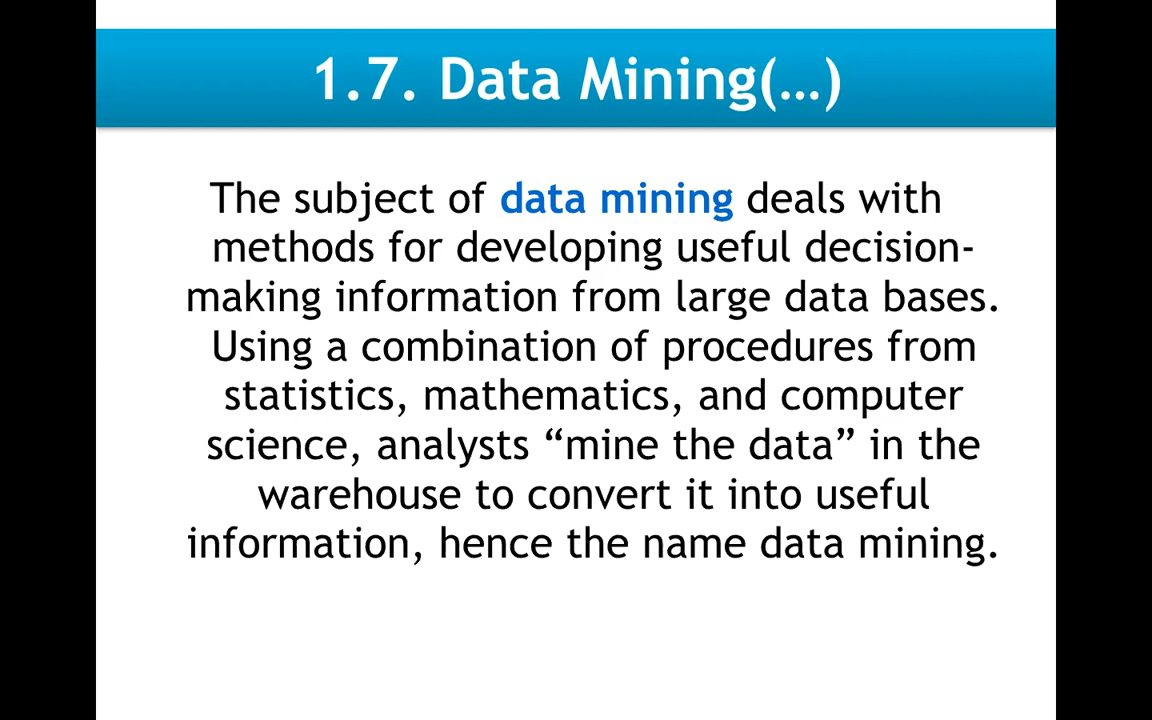 1.7. Data Mining(…)
The subject of data mining deals with
methods for developing useful decision-
making information from large data bases.
Using a combination of procedures from
statistics, mathematics, and computer
science, analysts “mine the data” in the
warehouse to convert it into useful
information, hence the name data mining.